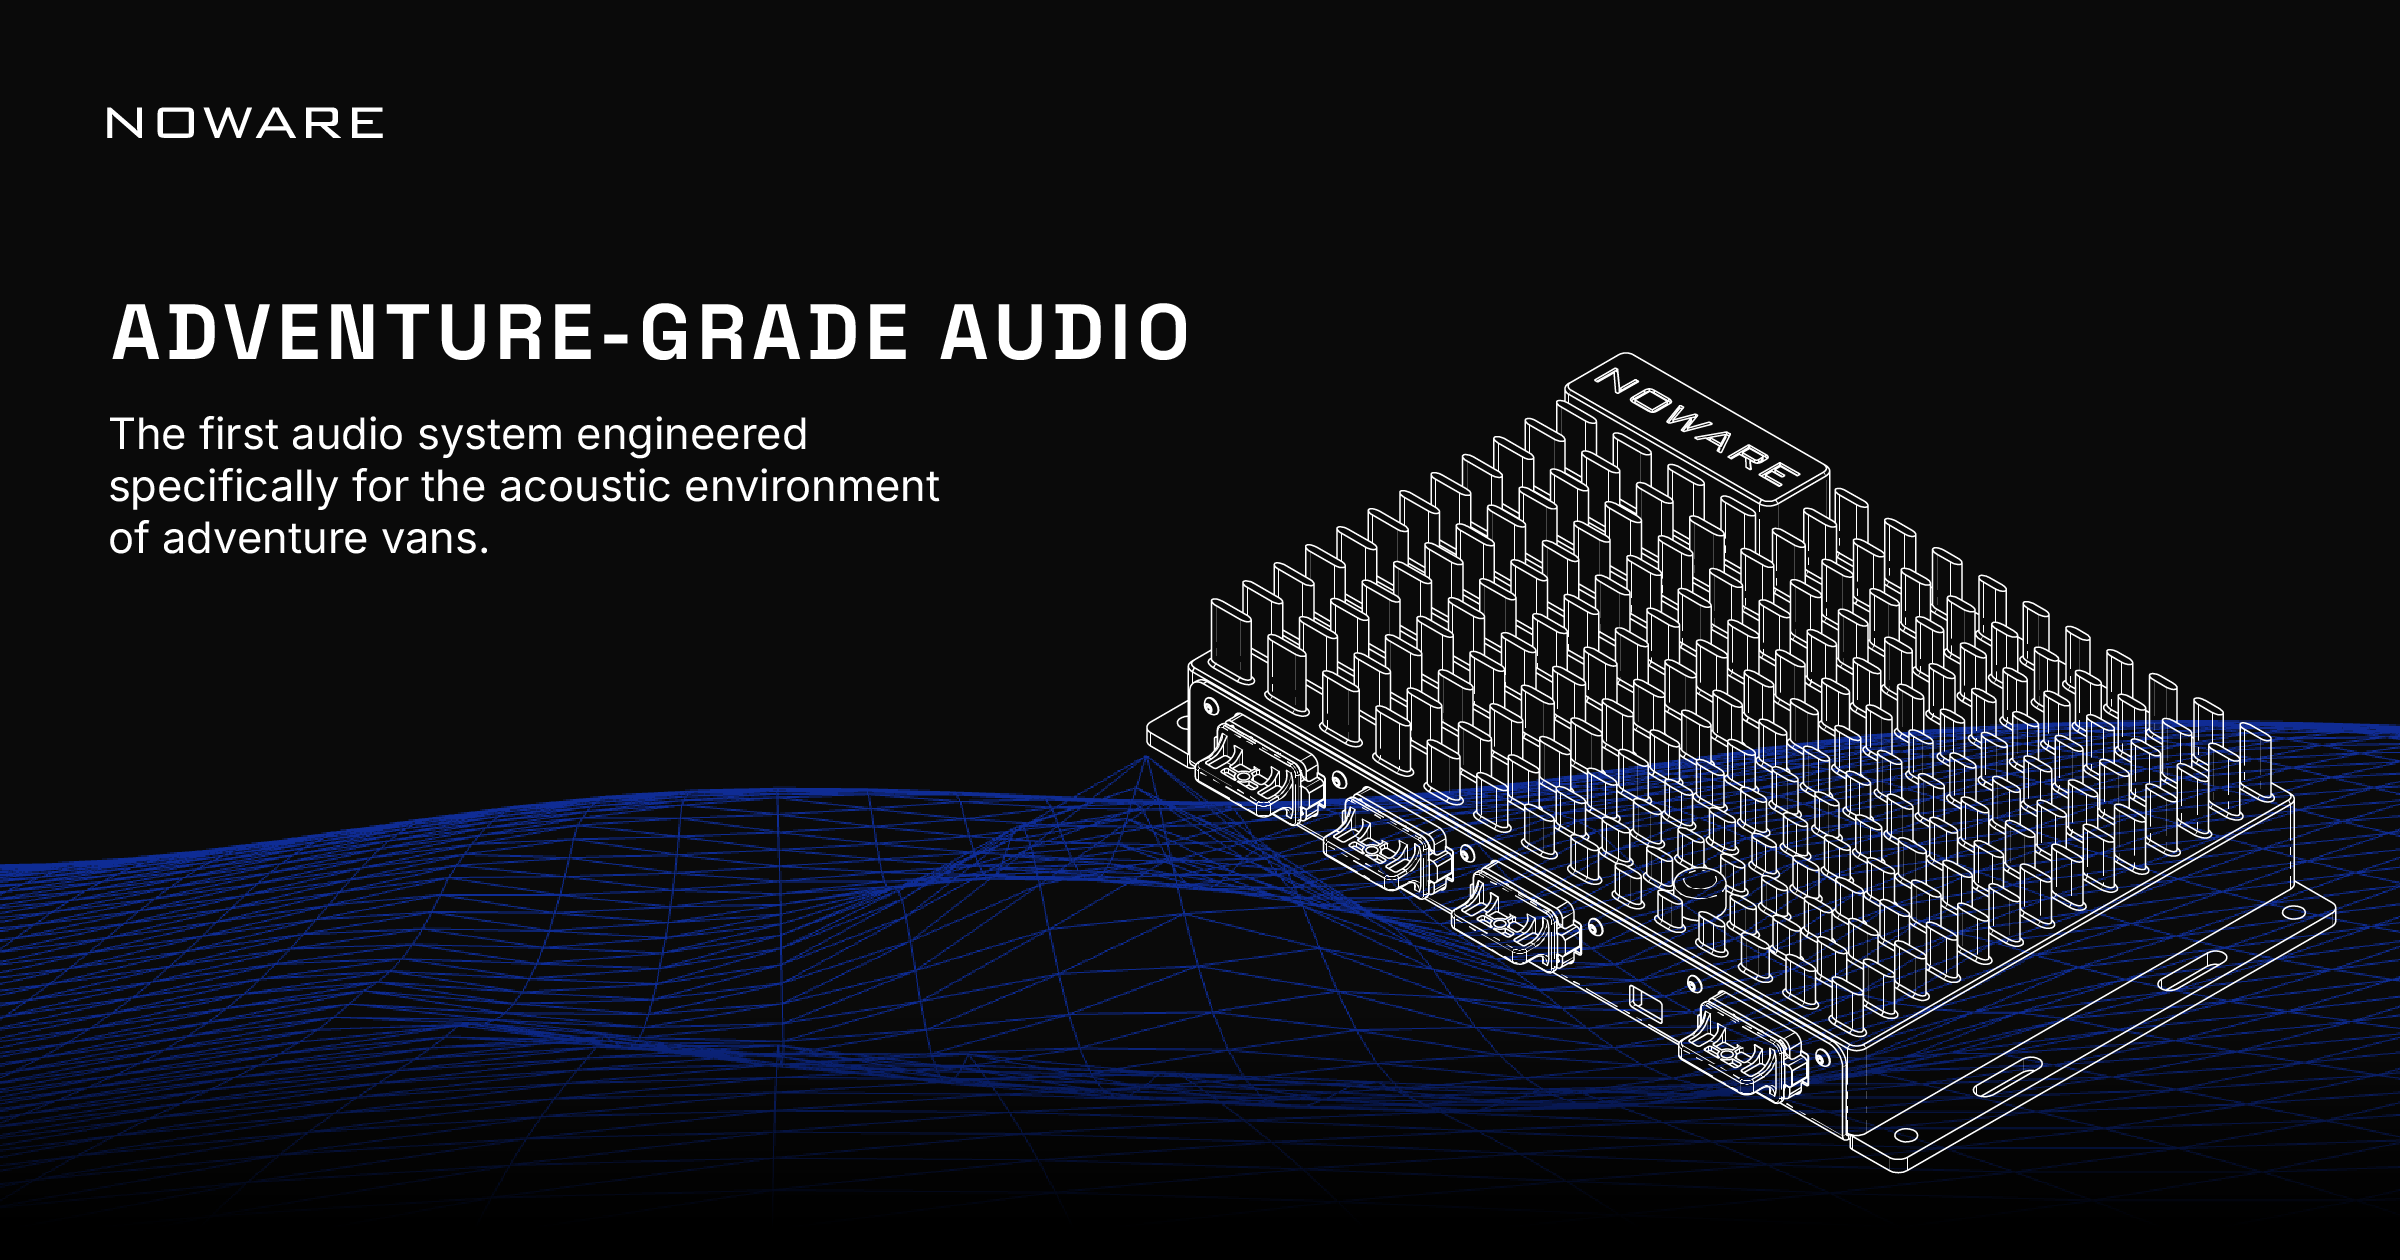 NOWARE
ADVENTURE-GRADE AUDIO
The first audio system engineered
specifically for the acoustic environment
of adventure vans.
NOWARE